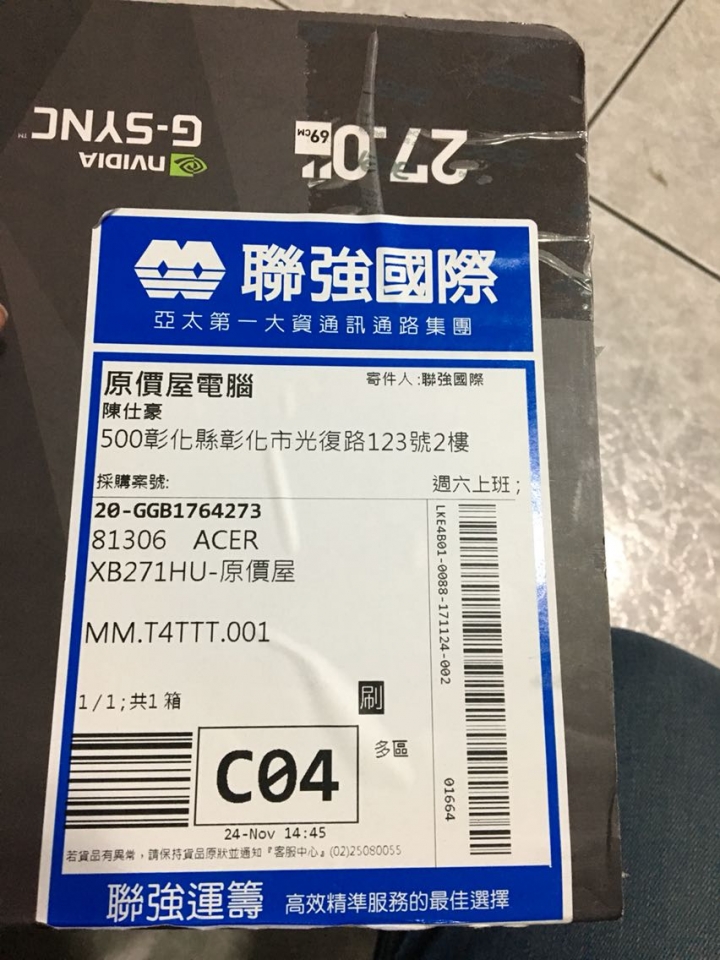 27.0"
69CM
NVIDIA
G-SYNC™
聯強國際
亞太第一大資通訊通路集團
原價屋電腦
寄件人:聯強國際
陳仕豪
500彰化縣彰化市光復路123號2樓
採購案號:
週六上班;
20-GGB1764273
81306 ACER
XB271HU-原價屋
MM.T4TTT.001
LKE4B01-0088-171124-002
1/1;共1箱
刷
多區
C04
01664
24-Nov 14:45
若貨品有異常,請保持貨品原狀並通知『客服中心』(02)25080055
聯強運籌
高效精準服務的最佳選擇